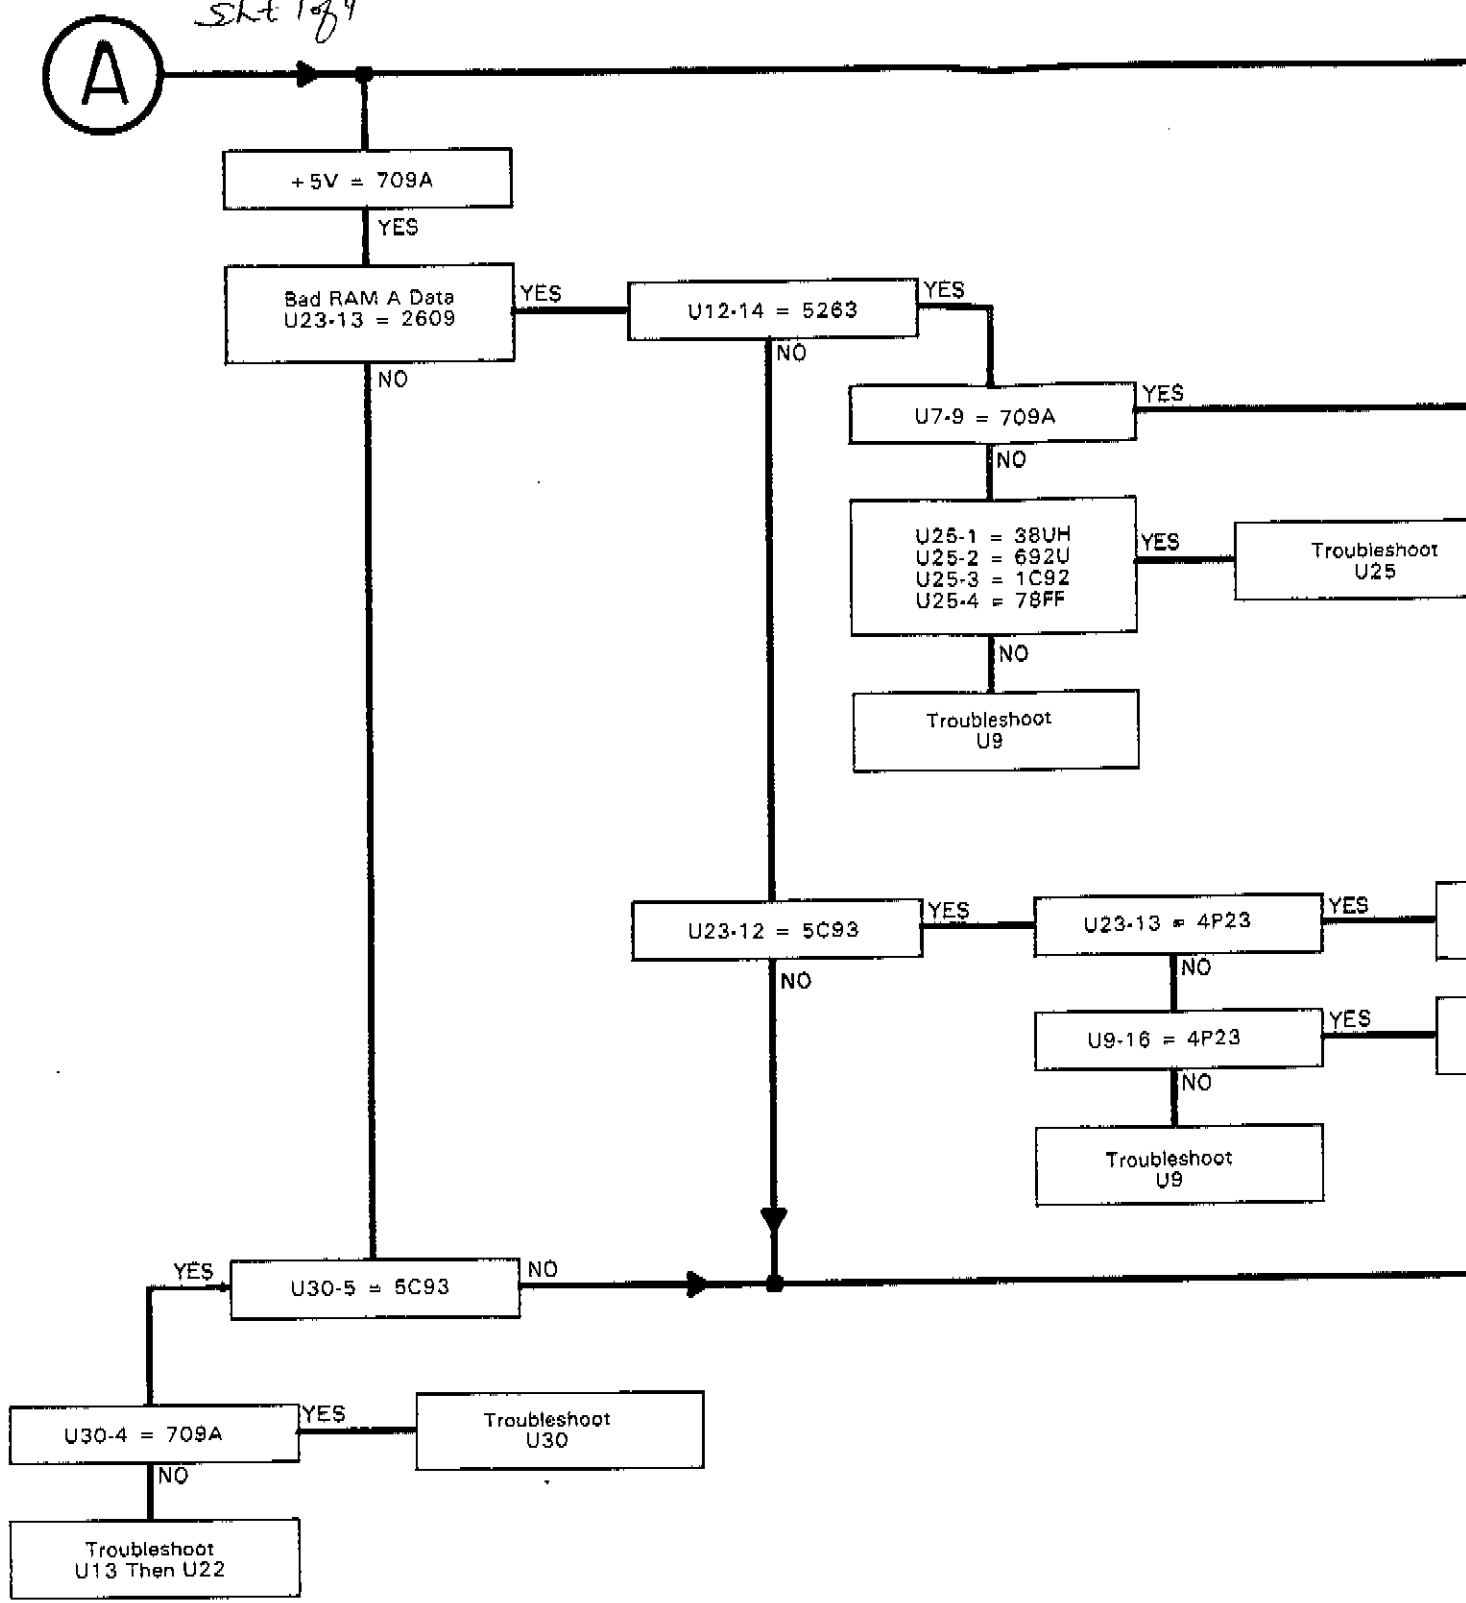 Sht 1 of 4
A
+5V = 709A
YES
Bad RAM A Data
U23-13 = 2609
YES
NO
U12-14 = 5263
YES
NO
U7-9 = 709A
YES
NO
U25-1 = 38UH
U25-2 = 692U
U25-3 = 1C92
U25-4 = 78FF
YES
NO
Troubleshoot
U25
Troubleshoot
U9
U23-12 = 5C93
YES
NO
U23-13 = 4P23
YES
NO
U9-16 = 4P23
YES
NO
Troubleshoot
U9
YES
U30-5 = 5C93
NO
U30-4 = 709A
YES
NO
Troubleshoot
U30
Troubleshoot
U13 Then U22